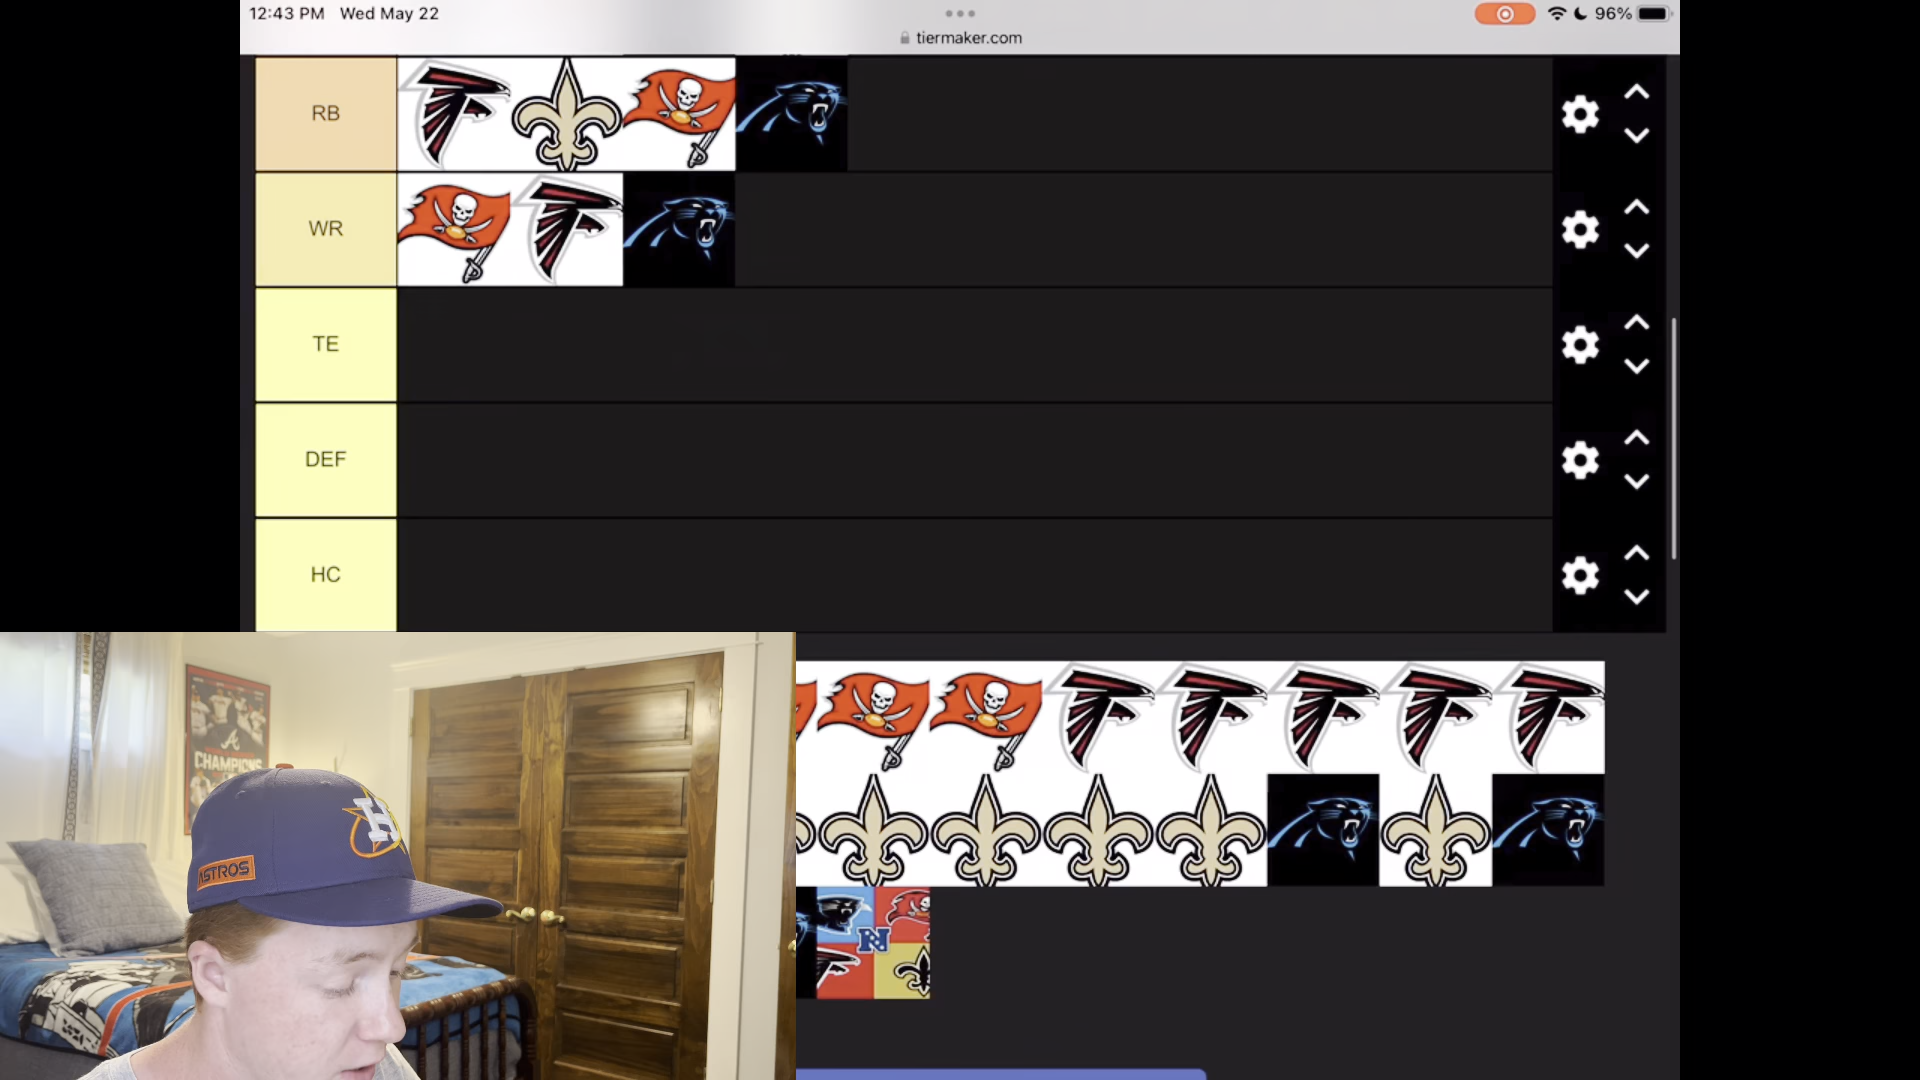 12:43 PM Wed May 22
96%
tiermaker.com
RB
WR
TE
DEF
HC
A
CHAMPIONS
H
ASTROS
N